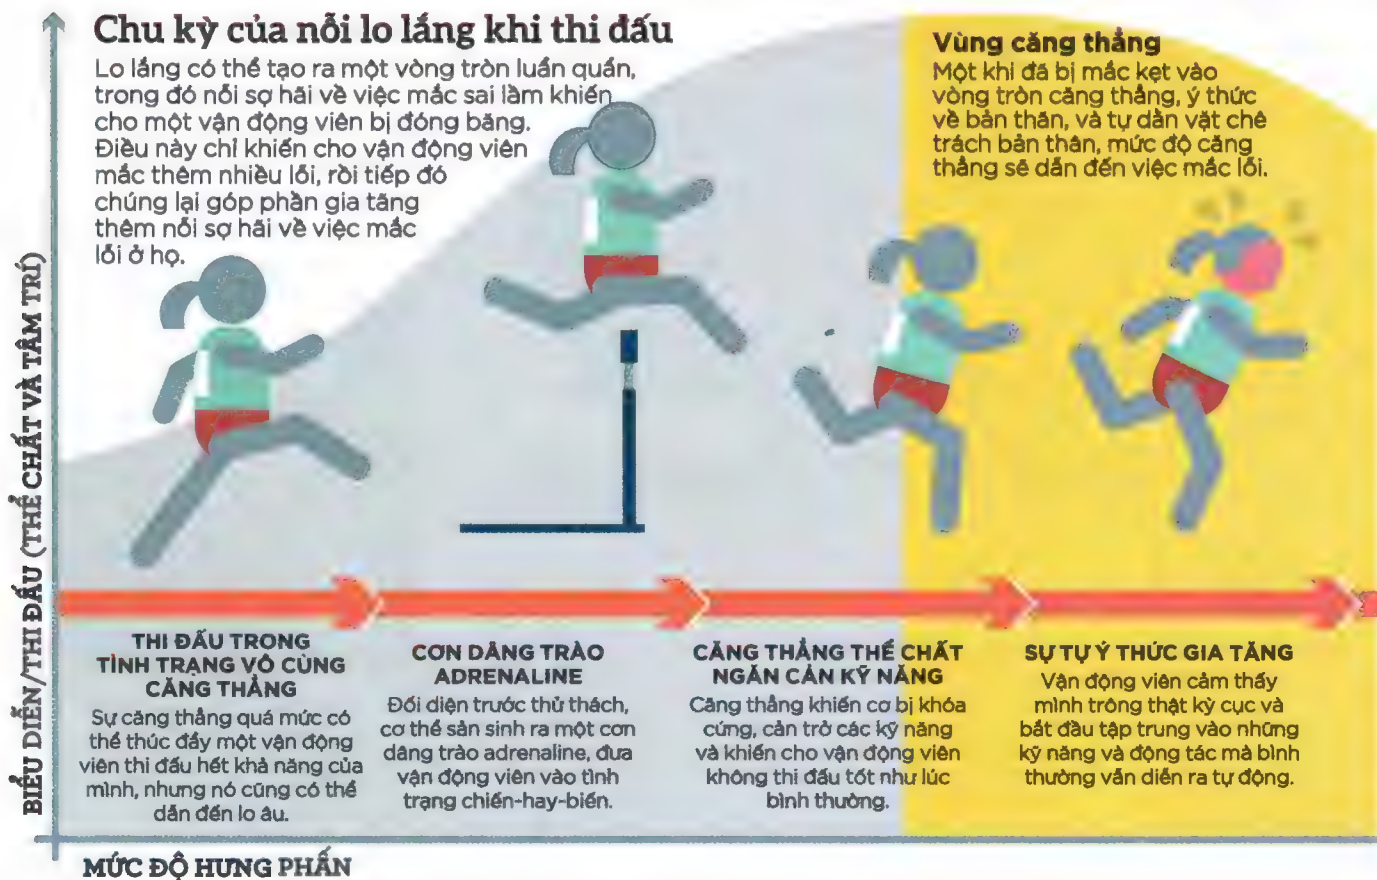 Chu kỳ của nỗi lo lắng khi thi đấu
Lo lắng có thể tạo ra một vòng tròn luẩn quẩn,
trong đó nỗi sợ hãi về việc mắc sai lầm khiến
cho một vận động viên bị đóng băng.
Điều này chỉ khiến cho vận động viên
mắc thêm nhiều lỗi, rồi tiếp đó
chúng lại góp phần gia tăng
thêm nỗi sợ hãi về việc mắc
lỗi ở họ.
Vùng căng thẳng
Một khi đã bị mắc kẹt vào
vòng tròn căng thẳng, ý thức
về bản thân, và tự dằn vặt chê
trách bản thân, mức độ căng
thẳng sẽ dẫn đến việc mắc lỗi.
BIỂU DIỄN/THI ĐẤU (THỂ CHẤT VÀ TÂM TRÍ)
THI ĐẤU TRONG
TÌNH TRẠNG VÔ CÙNG
CĂNG THẲNG
Sự căng thẳng quá mức có
thể thúc đẩy một vận động
viên thi đấu hết khả năng của
mình, nhưng nó cũng có thể
dẫn đến lo âu.
CƠN DÂNG TRÀO
ADRENALINE
Đối diện trước thử thách,
cơ thể sản sinh ra một cơn
dâng trào adrenaline, đưa
vận động viên vào tình
trạng chiến-hay-biến.
CĂNG THẲNG THỂ CHẤT
NGĂN CẢN KỸ NĂNG
Căng thẳng khiến cơ bị khóa
cứng, cản trở các kỹ năng
và khiến cho vận động viên
không thi đấu tốt như lúc
bình thường.
SỰ TỰ Ý THỨC GIA TĂNG
Vận động viên cảm thấy
mình trông thật kỳ cục và
bắt đầu tập trung vào những
kỹ năng và động tác mà bình
thường vẫn diễn ra tự động.
MỨC ĐỘ HƯNG PHẤN